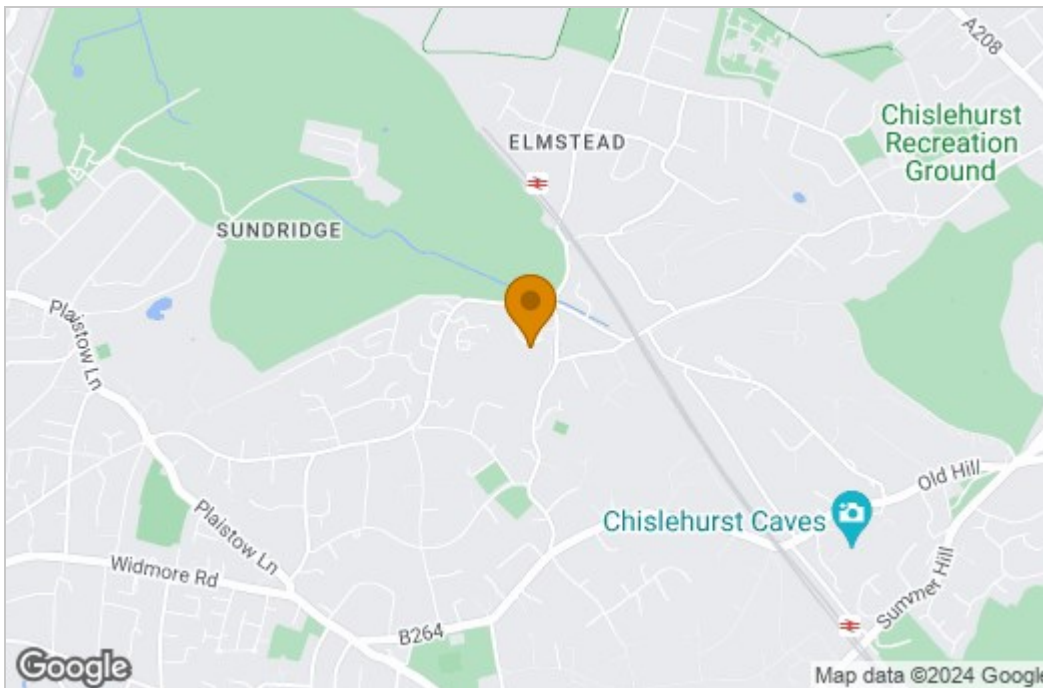 A208
ELMSTEAD
Chislehurst
Recreation
Ground
SUNDRIDGE
Plaistow Ln
Old Hill
Chislehurst Caves
Plaistow Ln
Widmore Rd
Summer Hill
B264
Google
Map data ©2024 Google